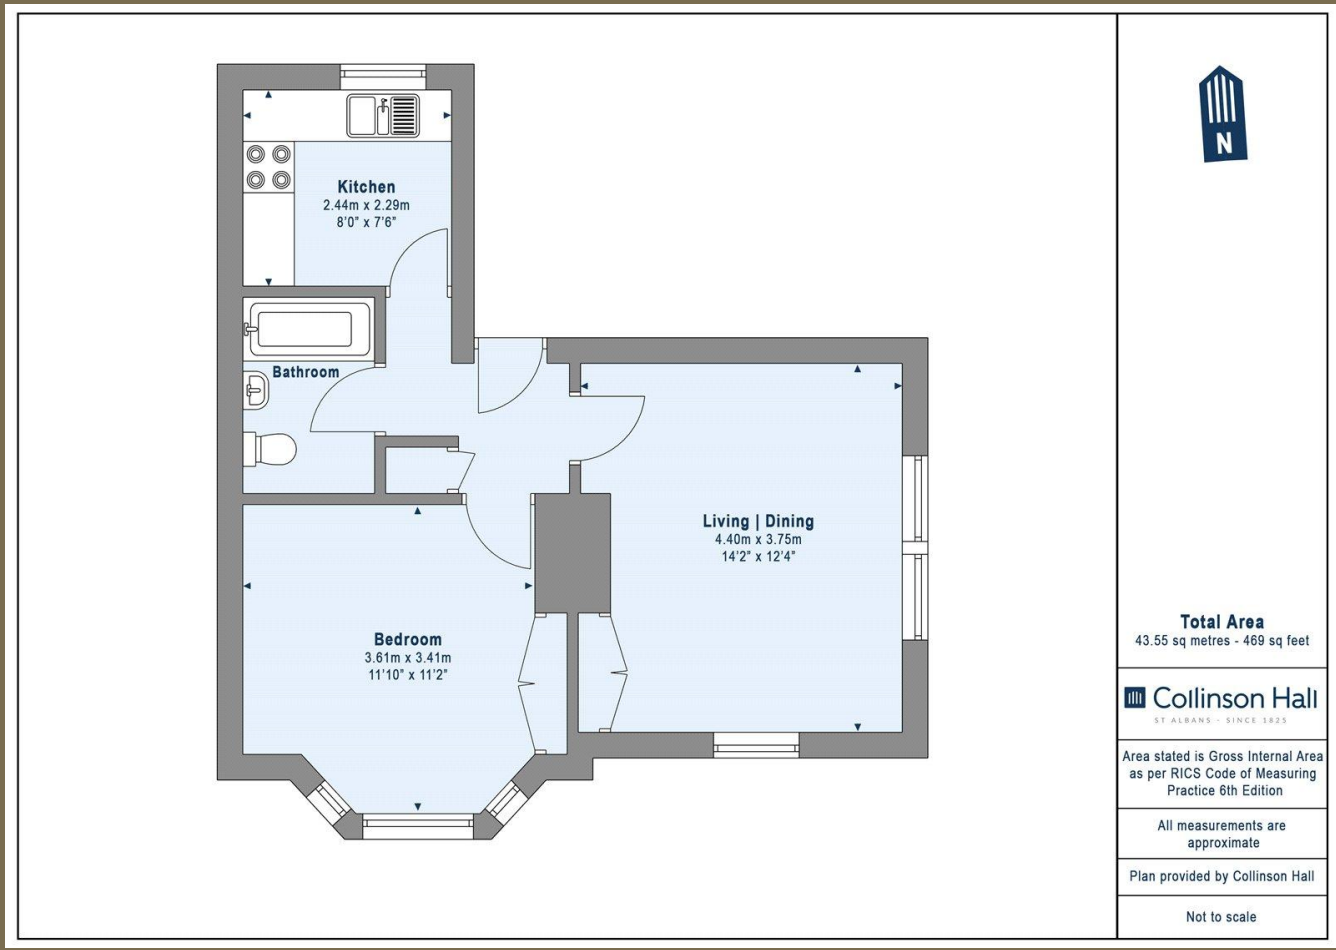 Kitchen
2.44m x 2.29m
8'0" x 7'6"
Bathroom
Living | Dining
4.40m x 3.75m
14'2" x 12'4"
Bedroom
3.61m x 3.41m
11'10" x 11'2"
N
Total Area
43.55 sq metres - 469 sq feet
Collinson Hall
ST ALBANS - SINCE 1825
Area stated is Gross Internal Area
as per RICS Code of Measuring
Practice 6th Edition
All measurements are
approximate
Plan provided by Collinson Hall
Not to scale